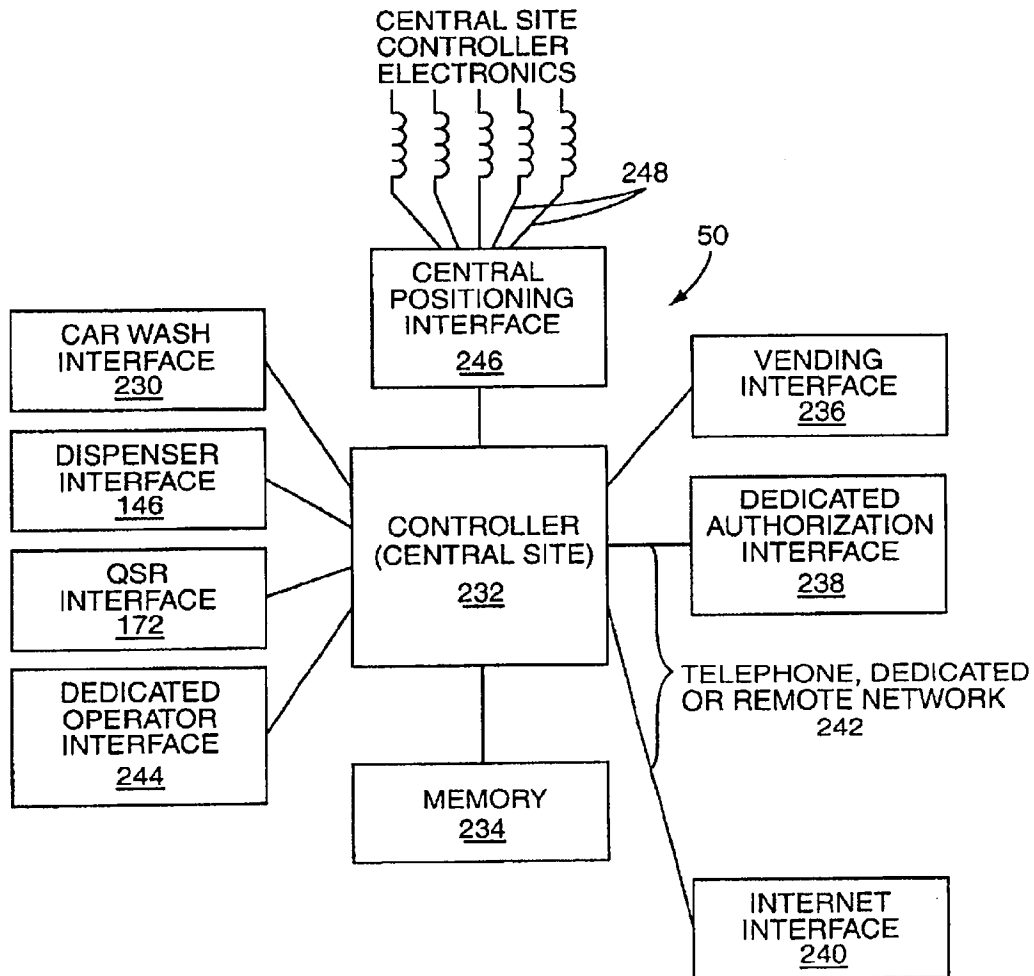 CENTRAL SITE
CONTROLLER
ELECTRONICS
248
50
CENTRAL
POSITIONING
INTERFACE
246
CAR WASH
INTERFACE
230
VENDING
INTERFACE
236
DISPENSER
INTERFACE
146
DEDICATED
AUTHORIZATION
INTERFACE
238
CONTROLLER
(CENTRAL SITE)
232
QSR
INTERFACE
172
TELEPHONE, DEDICATED
OR REMOTE NETWORK
242
DEDICATED
OPERATOR
INTERFACE
244
MEMORY
234
INTERNET
INTERFACE
240